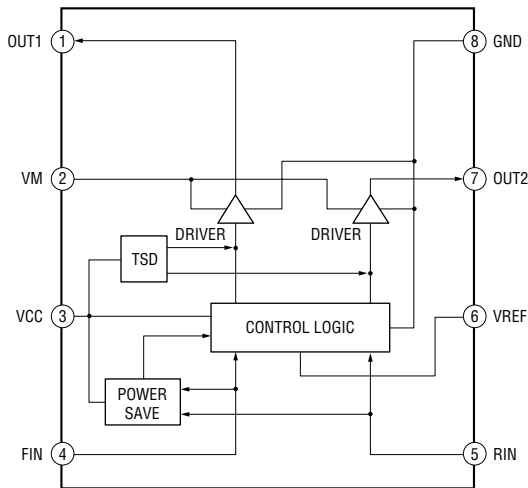 OUT1 1
8 GND
VM 2
7 OUT2
DRIVER DRIVER
TSD
VCC 3
CONTROL LOGIC
6 VREF
POWER
SAVE
FIN 4
5 RIN